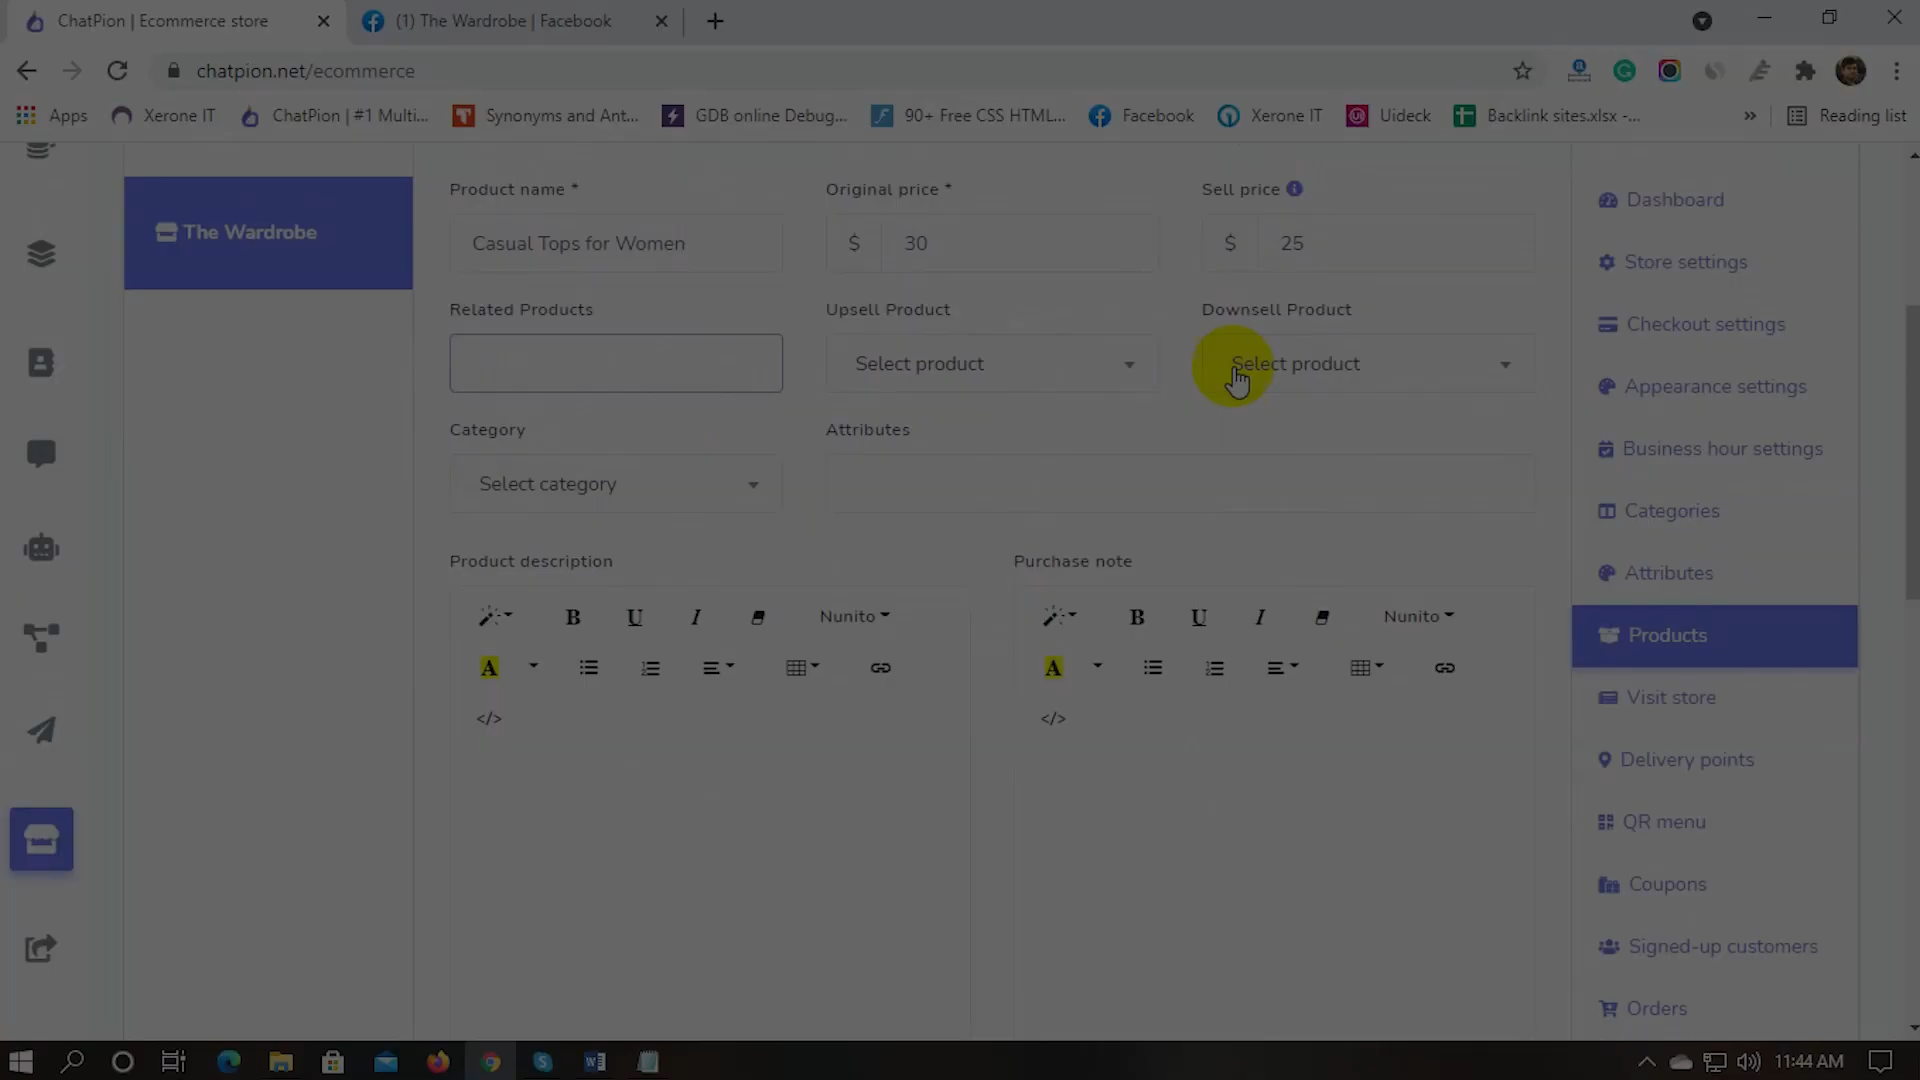 ChatPion | Ecommerce store
(1) The Wardrobe | Facebook
chatpion.net/ecommerce
Apps
Xerone IT
ChatPion | #1 Multi...
Synonyms and Ant...
GDB online Debug...
90+ Free CSS HTML...
Facebook
Xerone IT
Uideck
Backlink sites.xlsx -...
Reading list
The Wardrobe
Product name *
Original price *
Sell price
Casual Tops for Women
$ 30
$ 25
Related Products
Upsell Product
Downsell Product
Select product
Select product
Category
Attributes
Select category
Product description
Purchase note
B U I Nunito
A
</>
B U I Nunito
A
</>
Dashboard
Store settings
Checkout settings
Appearance settings
Business hour settings
Categories
Attributes
Products
Visit store
Delivery points
QR menu
Coupons
Signed-up customers
Orders
11:44 AM